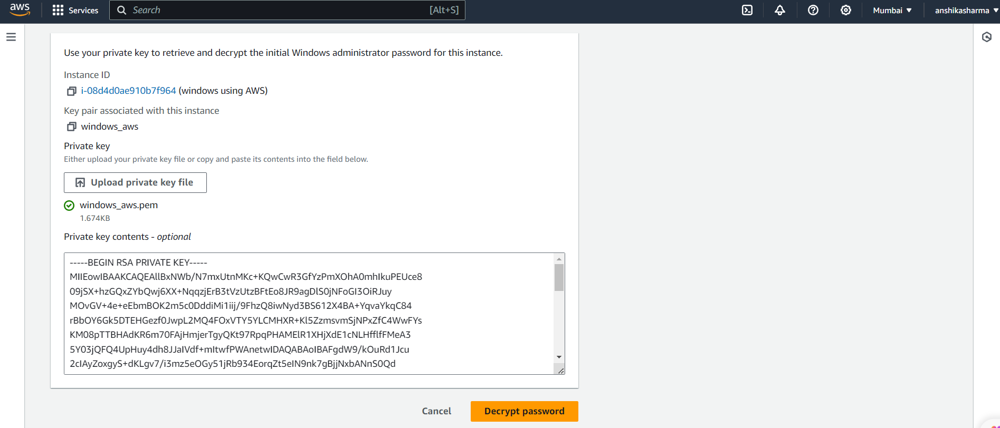 aws
Services
Search
[Alt+S]
Mumbai
anshikasharma
Use your private key to retrieve and decrypt the initial Windows administrator password for this instance.
Instance ID
i-08d4d0ae910b7f964 (windows using AWS)
Key pair associated with this instance
windows_aws
Private key
Either upload your private key file or copy and paste its contents into the field below.
Upload private key file
windows_aws.pem
1.674KB
Private key contents - optional
-----BEGIN RSA PRIVATE KEY-----
MIIEowIBAAKCAQEAllBxNWb/N7mxUtnMKc+KQwCwR3GfYzPmXOhA0mhIkuPEUce8
09jSX+hzGQxZYbQwj6XX+NqqzjErB3tVzUtzBFtEo8JR9agDlS0jNFoGI3OiRJuy
MOvGV+4e+eEbmBOK2m5c0DddiMi1iij/9FhzQ8iwNyd3BS612X4BA+YqvaYkqC84
rBbOY6Gk5DTEHGezf0JwpL2MQ4FOxVTY5YLCMHXR+Kl5ZzmsvmSjNPxZfC4WwFYs
KM08pTTBHAdKR6m70FAjHmjerTgyQKt97RpqPHAMElR1XHjXdE1cNLHfflfFMeA3
5Y03jQFQ4UpHuy4dh8JJaIVdf+mItwfPWAnetwIDAQABAoIBAFgdW9/kOuRd1Jcu
2cIAyZoxgyS+dKLgv7/i3mz5eOGy51jRb934EorqZt5eIN9nk7gBjjNxbANnS0Qd
Cancel
Decrypt password